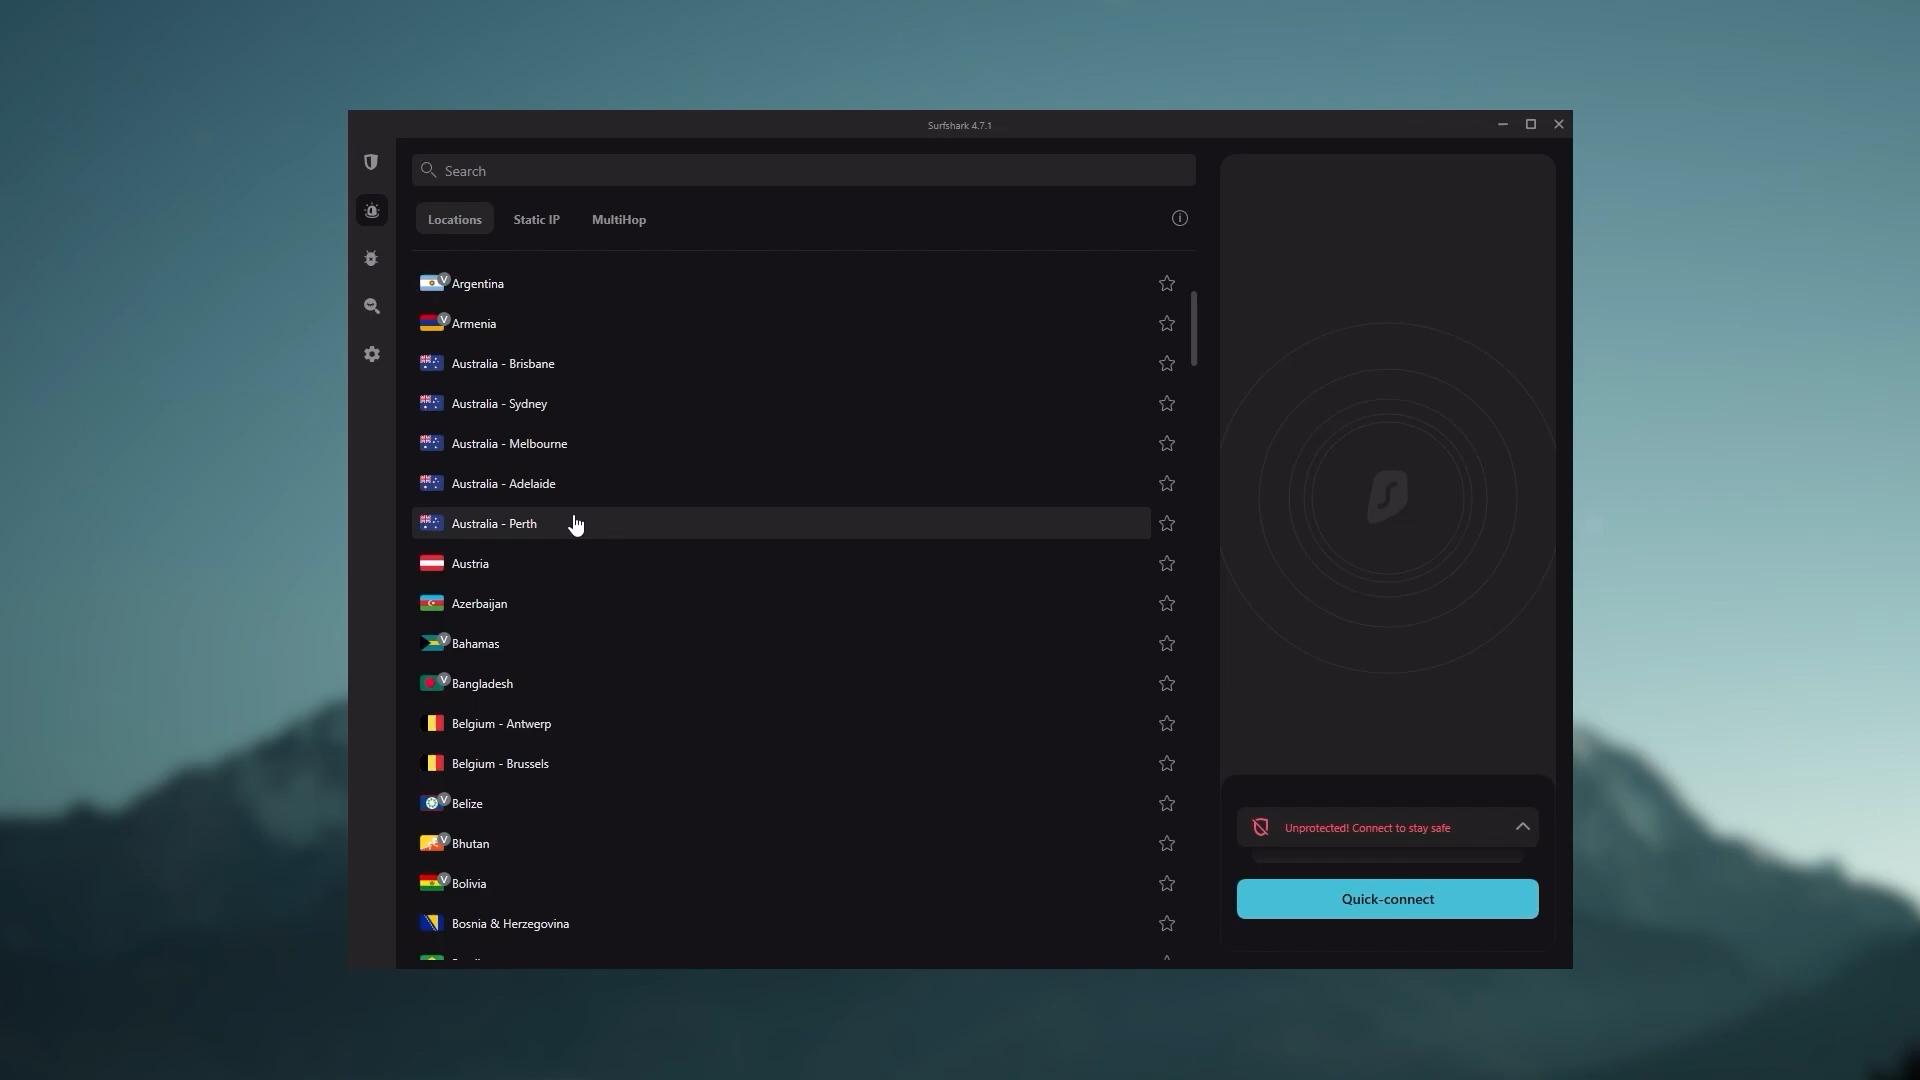 Surfshark 4.7.1
Search
Locations
Static IP
MultiHop
V Argentina
V Armenia
Australia - Brisbane
Australia - Sydney
Australia - Melbourne
Australia - Adelaide
Australia - Perth
Austria
Azerbaijan
V Bahamas
V Bangladesh
Belgium - Antwerp
Belgium - Brussels
V Belize
V Bhutan
V Bolivia
Bosnia & Herzegovina
Unprotected! Connect to stay safe
Quick-connect